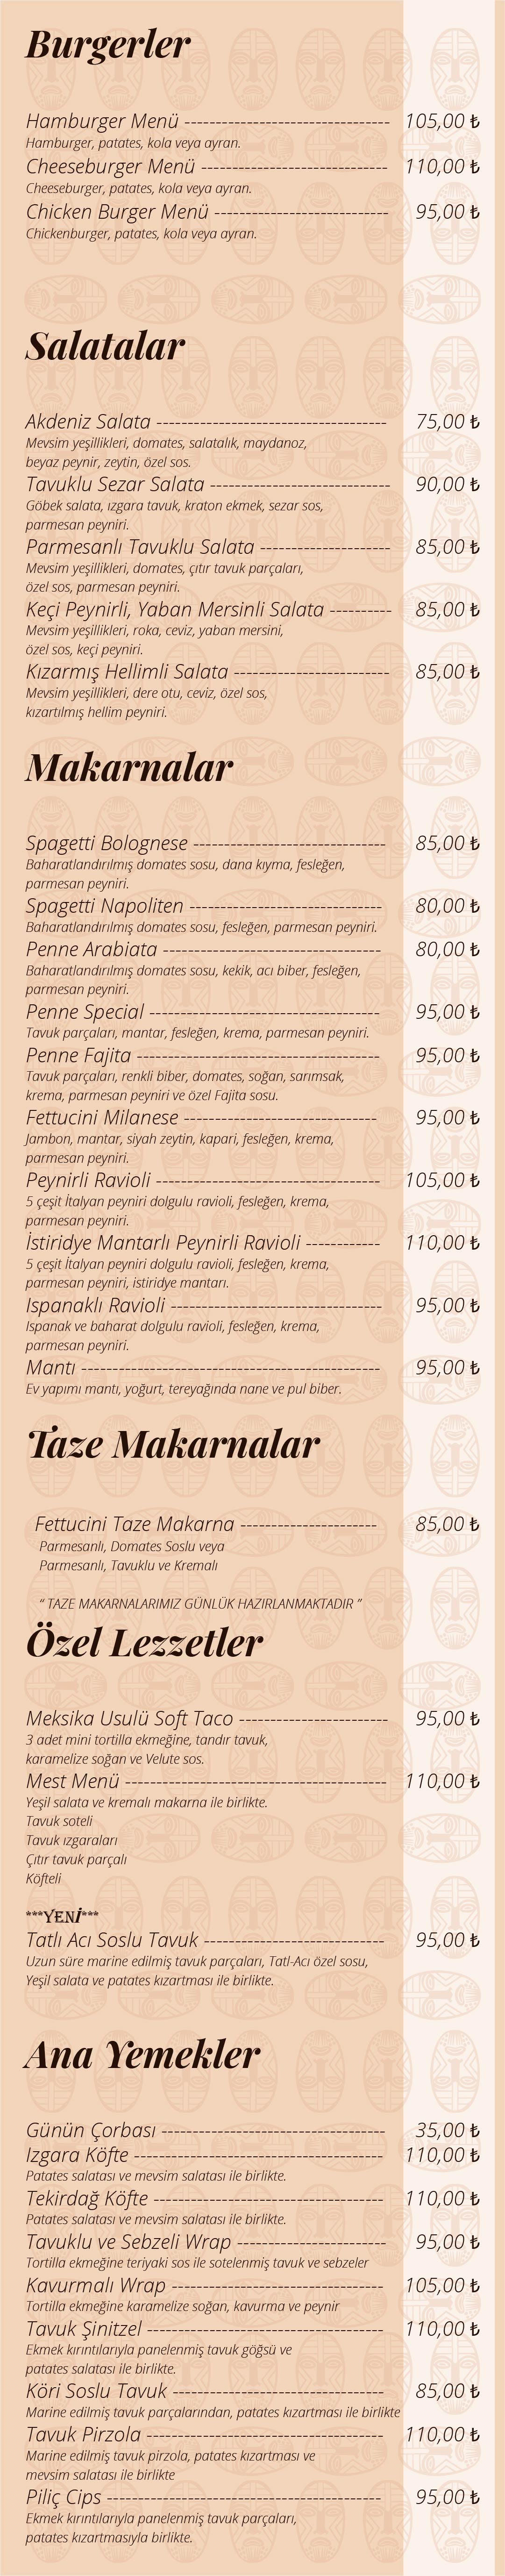 Burgerler
Hamburger Menü ------------------------------ 105,00 ₺
Hamburger, patates, kola veya ayran.
Cheeseburger Menü --------------------------- 110,00 ₺
Cheeseburger, patates, kola veya ayran.
Chicken Burger Menü ------------------------- 95,00 ₺
Chickenburger, patates, kola veya ayran.
Salatalar
Akdeniz Salata --------------------------------- 75,00 ₺
Mevsim yeşillikleri, domates, salatalık, maydanoz,
beyaz peynir, zeytin, özel sos.
Tavuklu Sezar Salata -------------------------- 90,00 ₺
Göbek salata, ızgara tavuk, kraton ekmek, sezar sos,
parmesan peyniri.
Parmesanlı Tavuklu Salata ------------------- 85,00 ₺
Mevsim yeşillikleri, domates, çıtır tavuk parçaları,
özel sos, parmesan peyniri.
Keçi Peynirli, Yaban Mersinli Salata --------- 85,00 ₺
Mevsim yeşillikleri, roka, ceviz, yaban mersini,
özel sos, keçi peyniri.
Kızarmış Hellimli Salata ----------------------- 85,00 ₺
Mevsim yeşillikleri, dere otu, ceviz, özel sos,
kızartılmış hellim peyniri.
Makarnalar
Spagetti Bolognese ---------------------------- 85,00 ₺
Baharatlandırılmış domates sosu, dana kıyma, fesleğen,
parmesan peyniri.
Spagetti Napoliten ---------------------------- 80,00 ₺
Baharatlandırılmış domates sosu, fesleğen, parmesan peyniri.
Penne Arabiata -------------------------------- 80,00 ₺
Baharatlandırılmış domates sosu, kekik, acı biber, fesleğen,
parmesan peyniri.
Penne Special --------------------------------- 95,00 ₺
Tavuk parçaları, mantar, fesleğen, krema, parmesan peyniri.
Penne Fajita ----------------------------------- 95,00 ₺
Tavuk parçaları, renkli biber, domates, soğan, sarımsak,
krema, parmesan peyniri ve özel Fajita sosu.
Fettucini Milanese ---------------------------- 95,00 ₺
Jambon, mantar, siyah zeytin, kapari, fesleğen, krema,
parmesan peyniri.
Peynirli Ravioli -------------------------------- 105,00 ₺
5 çeşit İtalyan peyniri dolgulu ravioli, fesleğen, krema,
parmesan peyniri.
İstiridye Mantarlı Peynirli Ravioli ----------- 110,00 ₺
5 çeşit İtalyan peyniri dolgulu ravioli, fesleğen, krema,
parmesan peyniri, istiridye mantarı.
Ispanaklı Ravioli ------------------------------- 95,00 ₺
Ispanak ve baharat dolgulu ravioli, fesleğen, krema,
parmesan peyniri.
Mantı ------------------------------------------- 95,00 ₺
Ev yapımı mantı, yoğurt, tereyağında nane ve pul biber.
Taze Makarnalar
Fettucini Taze Makarna -------------------- 85,00 ₺
Parmesanlı, Domates Soslu veya
Parmesanlı, Tavuklu ve Kremalı
“ TAZE MAKARNALARIMIZ GÜNLÜK HAZIRLANMAKTADIR ”
Özel Lezzetler
Meksika Usulü Soft Taco ---------------------- 95,00 ₺
3 adet mini tortilla ekmeğine, tandır tavuk,
karamelize soğan ve Velute sos.
Mest Menü -------------------------------------- 110,00 ₺
Yeşil salata ve kremalı makarna ile birlikte.
Tavuk soteli
Tavuk ızgaraları
Çıtır tavuk parçalı
Köfteli
***YENİ***
Tatlı Acı Soslu Tavuk -------------------------- 95,00 ₺
Uzun süre marine edilmiş tavuk parçaları, Tatl-Acı özel sosu,
Yeşil salata ve patates kızartması ile birlikte.
Ana Yemekler
Günün Çorbası -------------------------------- 35,00 ₺
Izgara Köfte ------------------------------------ 110,00 ₺
Patates salatası ve mevsim salatası ile birlikte.
Tekirdağ Köfte --------------------------------- 110,00 ₺
Patates salatası ve mevsim salatası ile birlikte.
Tavuklu ve Sebzeli Wrap ---------------------- 95,00 ₺
Tortilla ekmeğine teriyaki sos ile sotelenmiş tavuk ve sebzeler
Kavurmalı Wrap ------------------------------- 105,00 ₺
Tortilla ekmeğine karamelize soğan, kavurma ve peynir
Tavuk Şinitzel ---------------------------------- 110,00 ₺
Ekmek kırıntılarıyla panelenmiş tavuk göğsü ve
patates salatası ile birlikte.
Köri Soslu Tavuk ------------------------------- 85,00 ₺
Marine edilmiş tavuk parçalarından, patates kızartması ile birlikte
Tavuk Pirzola ---------------------------------- 110,00 ₺
Marine edilmiş tavuk pirzola, patates kızartması ve
mevsim salatası ile birlikte
Piliç Cips ---------------------------------------- 95,00 ₺
Ekmek kırıntılarıyla panelenmiş tavuk parçaları,
patates kızartmasıyla birlikte.